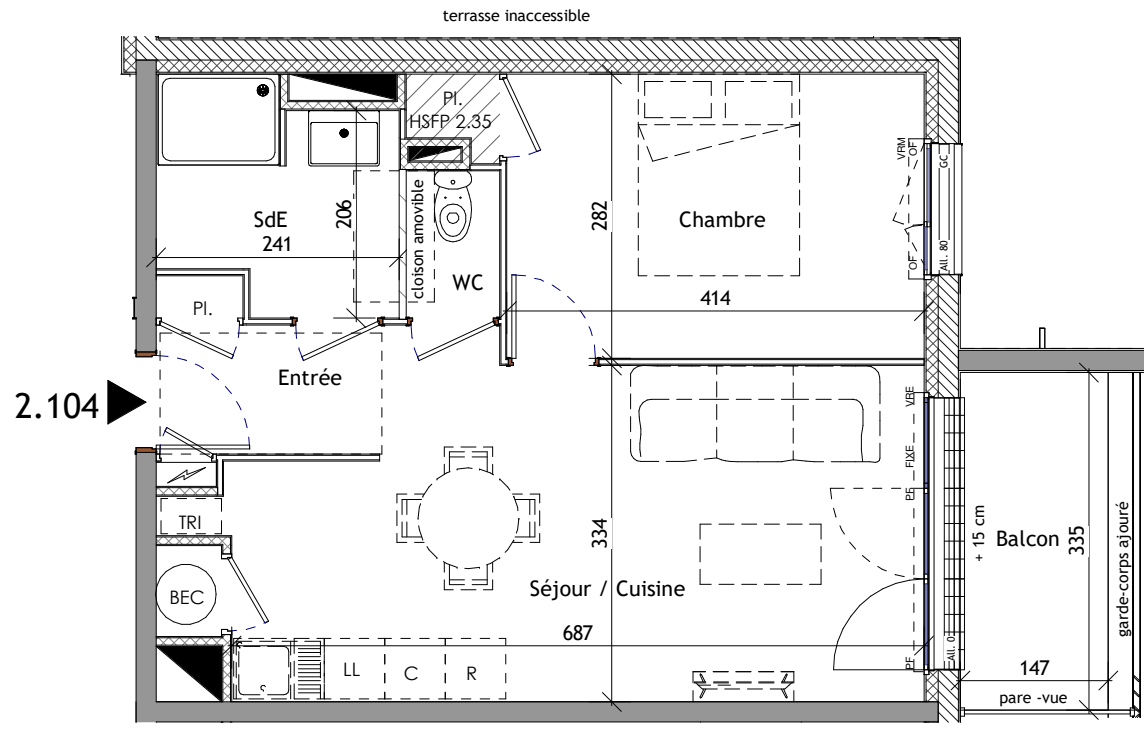 terrasse inaccessible
Pl.
HSFP 2.35
VRM
OF
GC
SdE
241
206
cloison amovible
WC
282
Chambre
414
OF
All. 80
Pl.
Entrée
2.104
VRE
FIXE
PF
TRI
BEC
334
Séjour / Cuisine
687
LL
C
R
PF
All. 0
+ 15 cm
Balcon
335
garde-corps ajouré
147
pare -vue